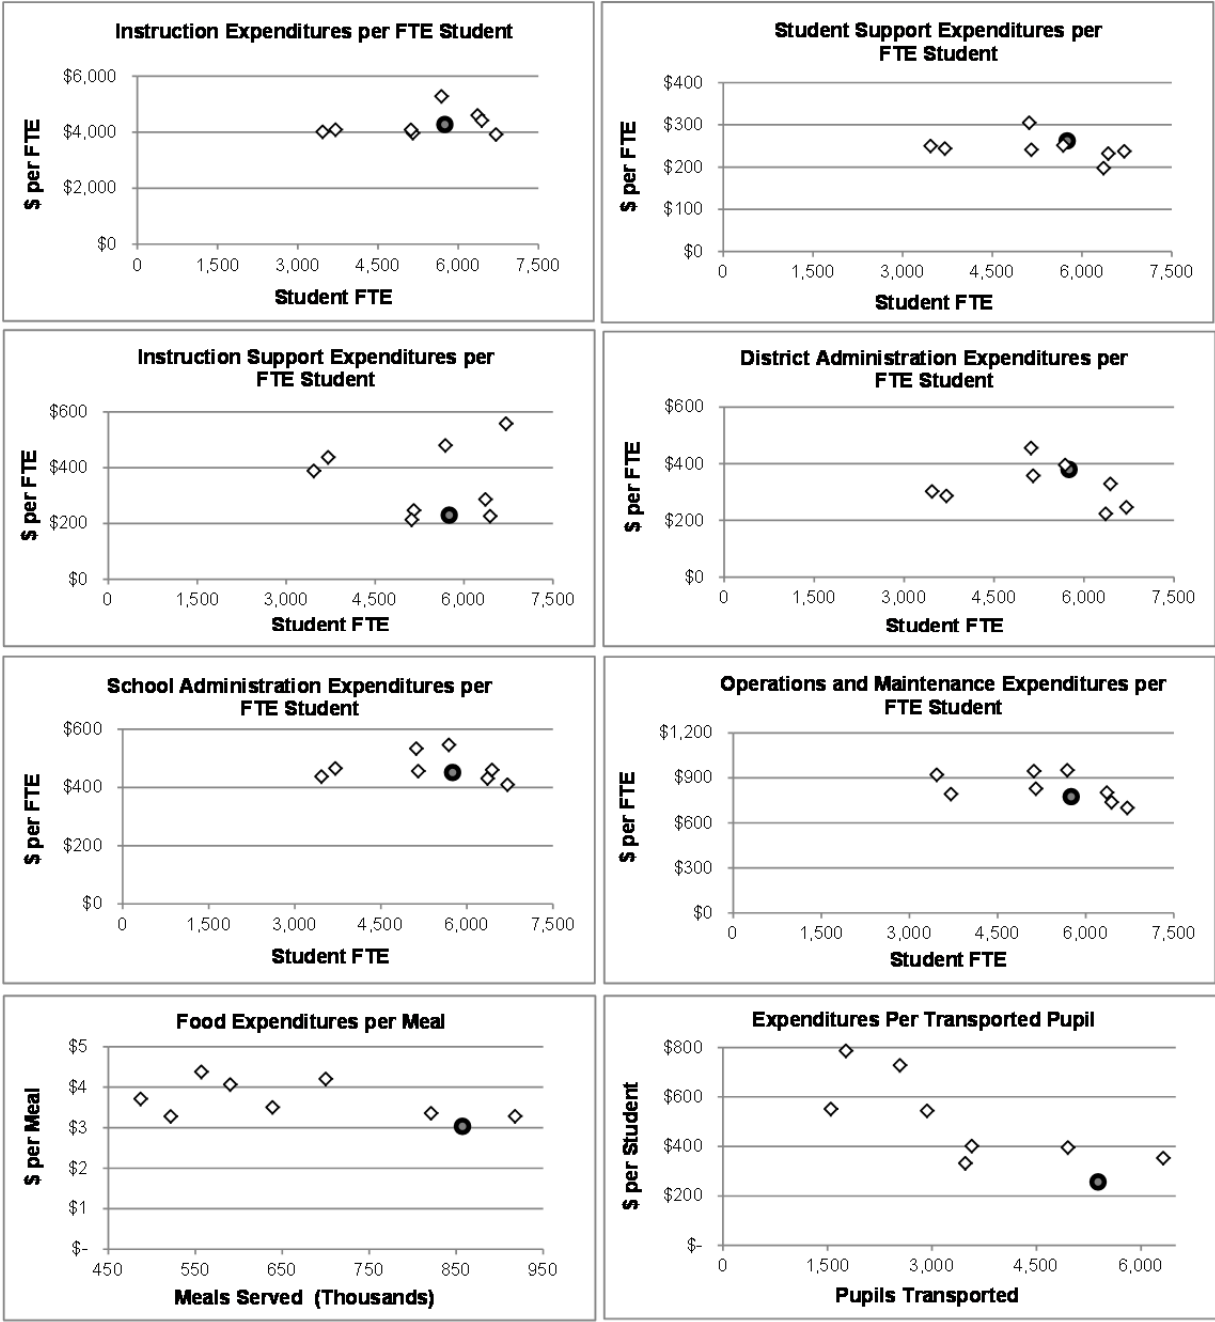 Instruction Expenditures per FTE Student
$6,000
$4,000
$2,000
$0
$ per FTE
0 1,500 3,000 4,500 6,000 7,500
Student FTE
Student Support Expenditures per
FTE Student
$400
$300
$200
$100
$0
$ per FTE
0 1,500 3,000 4,500 6,000 7,500
Student FTE
Instruction Support Expenditures per
FTE Student
$600
$400
$200
$0
$ per FTE
0 1,500 3,000 4,500 6,000 7,500
Student FTE
District Administration Expenditures per
FTE Student
$600
$400
$200
$0
$ per FTE
0 1,500 3,000 4,500 6,000 7,500
Student FTE
School Administration Expenditures per
FTE Student
$600
$400
$200
$0
$ per FTE
0 1,500 3,000 4,500 6,000 7,500
Student FTE
Operations and Maintenance Expenditures per
FTE Student
$1,200
$900
$600
$300
$0
$ per FTE
0 1,500 3,000 4,500 6,000 7,500
Student FTE
Food Expenditures per Meal
$5
$4
$3
$2
$1
$-
$ per Meal
450 550 650 750 850 950
Meals Served (Thousands)
Expenditures Per Transported Pupil
$800
$600
$400
$200
$-
$ per Student
0 1,500 3,000 4,500 6,000
Pupils Transported